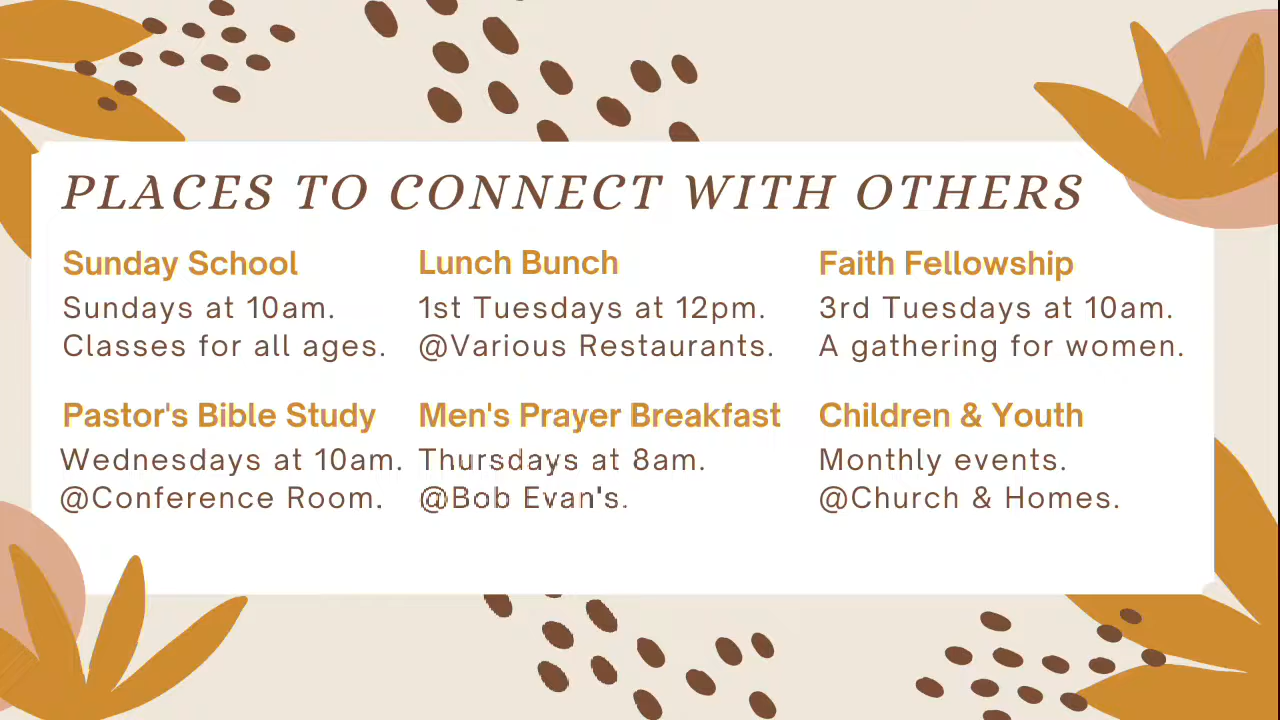 PLACES TO CONNECT WITH OTHERS
Sunday School
Sundays at 10am.
Classes for all ages.
Lunch Bunch
1st Tuesdays at 12pm.
@Various Restaurants.
Faith Fellowship
3rd Tuesdays at 10am.
A gathering for women.
Pastor's Bible Study
Wednesdays at 10am.
@Conference Room.
Men's Prayer Breakfast
Thursdays at 8am.
@Bob Evan's.
Children & Youth
Monthly events.
@Church & Homes.